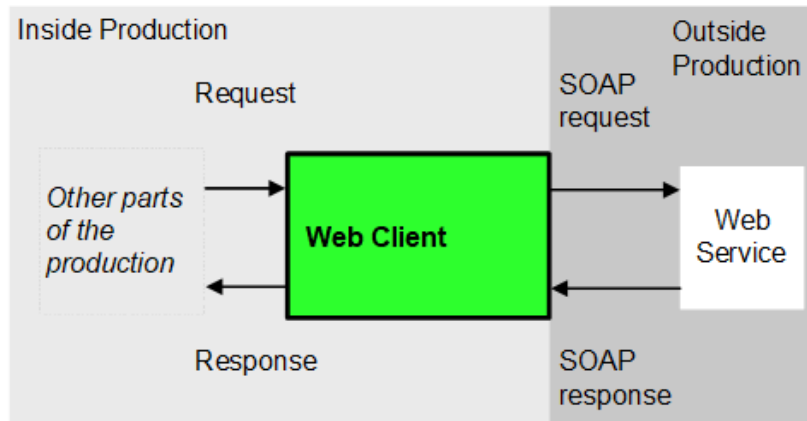 Inside Production
Outside
Production
Request
SOAP
request
Other parts
of the
production
Web Client
Web
Service
Response
SOAP
response